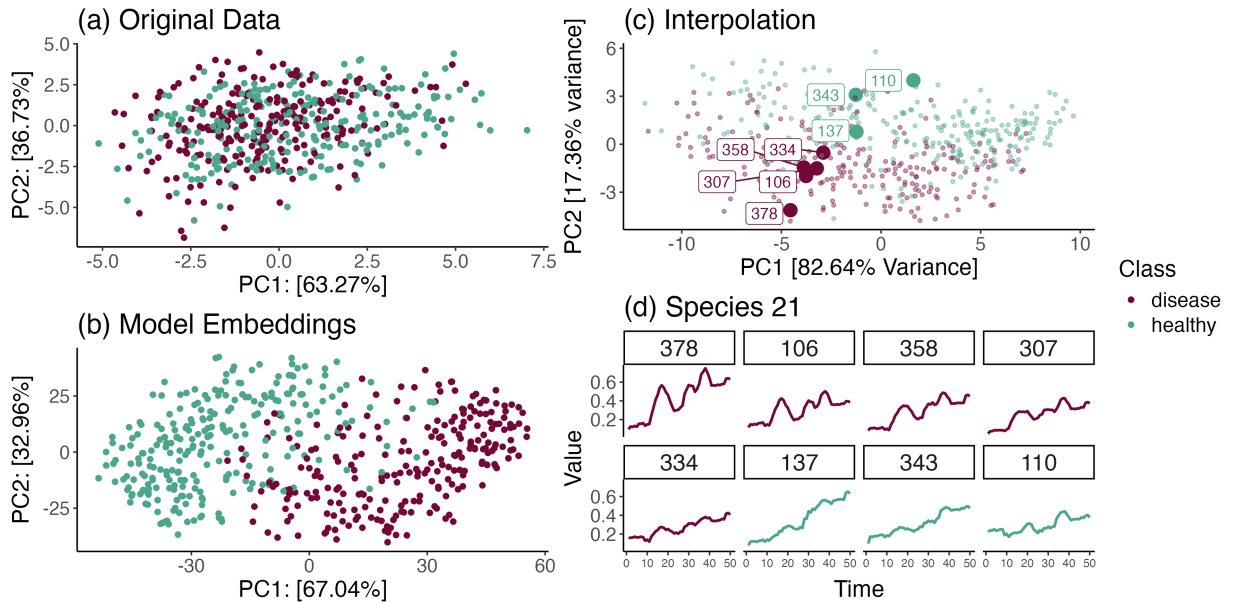 (a) Original Data
PC2: [36.73%]
5.0
2.5
0.0
-2.5
-5.0
-5.0 -2.5 0.0 2.5 5.0 7.5
PC1: [63.27%]
(b) Model Embeddings
PC2: [32.96%]
25
0
-25
-30 0 30 60
PC1: [67.04%]
(c) Interpolation
PC2 [17.36% variance]
6
3
0
-3
110
343
137
358 334
307 106
378
-10 -5 0 5 10
PC1 [82.64% Variance]
(d) Species 21
378 106 358 307
0.6
0.4
0.2
Value
334 137 343 110
0.6
0.4
0.2
0 10 20 30 40 50 0 10 20 30 40 50 0 10 20 30 40 50 0 10 20 30 40 50
Time
Class
disease
healthy